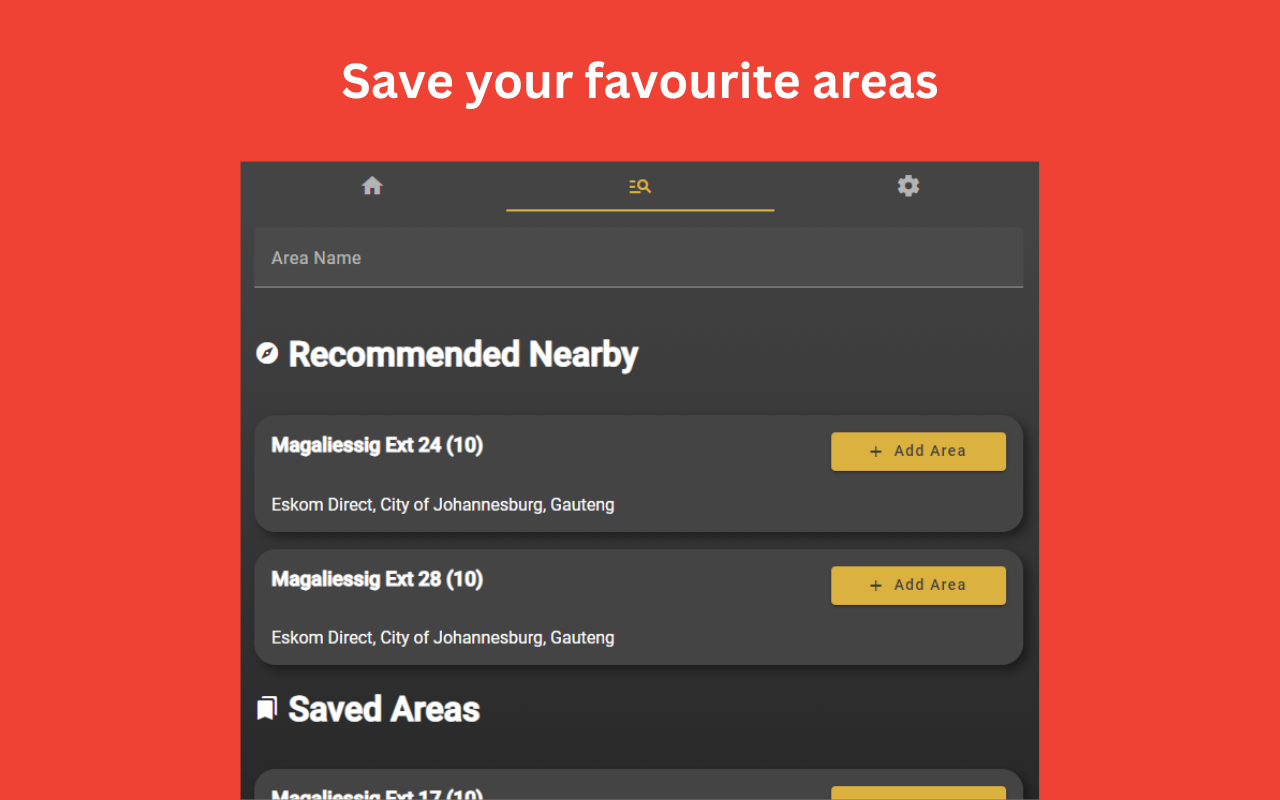 Save your favourite areas
Area Name
Recommended Nearby
Magaliessig Ext 24 (10)
+ Add Area
Eskom Direct, City of Johannesburg, Gauteng
Magaliessig Ext 28 (10)
+ Add Area
Eskom Direct, City of Johannesburg, Gauteng
Saved Areas
Magaliessig Ext 17 (10)